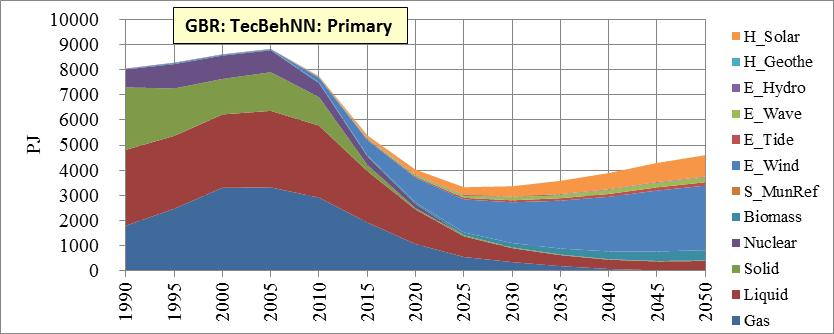 GBR: TecBehNN: Primary
10000
9000
8000
7000
6000
5000
4000
3000
2000
1000
0
PJ
1990
1995
2000
2005
2010
2015
2020
2025
2030
2035
2040
2045
2050
H_Solar
H_Geothe
E_Hydro
E_Wave
E_Tide
E_Wind
S_MunRef
Biomass
Nuclear
Solid
Liquid
Gas